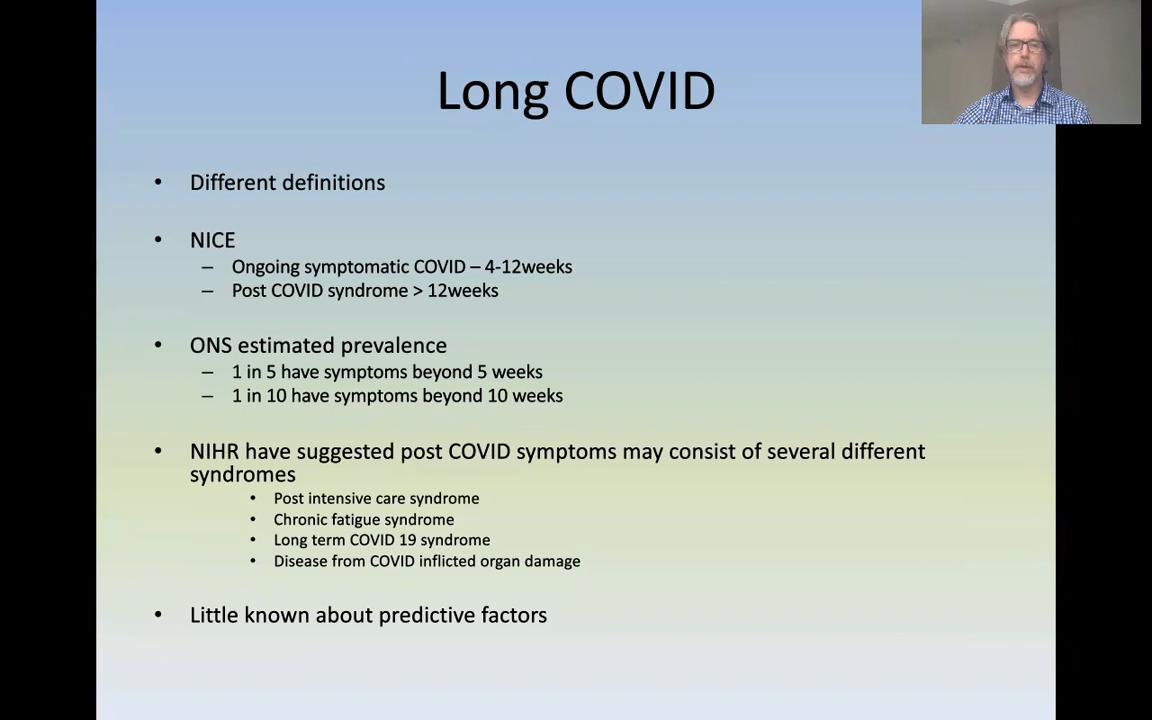 Long COVID
• Different definitions
• NICE
– Ongoing symptomatic COVID – 4-12weeks
– Post COVID syndrome > 12weeks
• ONS estimated prevalence
– 1 in 5 have symptoms beyond 5 weeks
– 1 in 10 have symptoms beyond 10 weeks
• NIHR have suggested post COVID symptoms may consist of several different
syndromes
• Post intensive care syndrome
• Chronic fatigue syndrome
• Long term COVID 19 syndrome
• Disease from COVID inflicted organ damage
• Little known about predictive factors